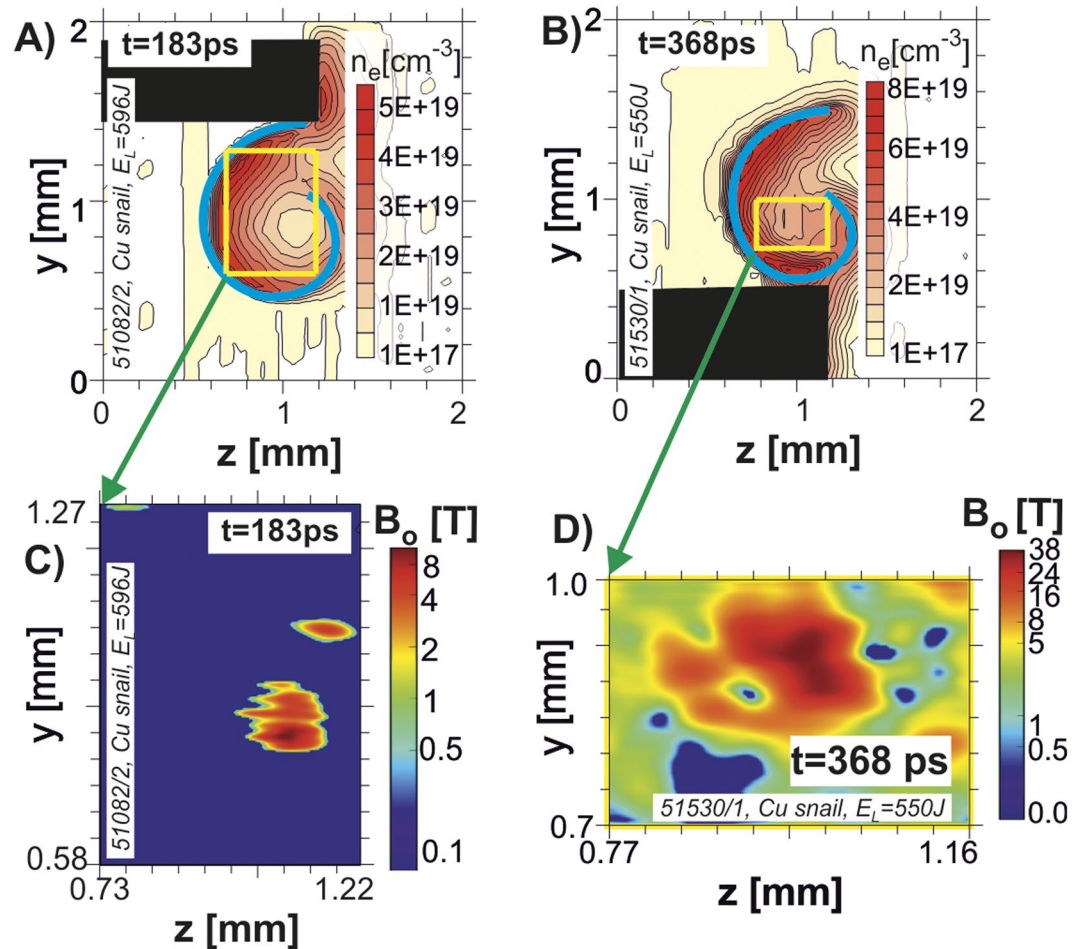 A)
t=183ps
nₑ[cm⁻³]
5E+19
4E+19
3E+19
2E+19
1E+19
1E+17
51082/2, Cu snail, E_L=596J
2
1
0
y [mm]
0 1 2
z [mm]
B)
t=368ps
nₑ[cm⁻³]
8E+19
6E+19
4E+19
2E+19
1E+17
51530/1, Cu snail, E_L=550J
2
1
0
y [mm]
0 1 2
z [mm]
C)
t=183ps
B₀ [T]
8
4
2
1
0.5
0.1
51082/2, Cu snail, E_L=596J
1.27
0.58
y [mm]
0.73 1.22
z [mm]
D)
B₀ [T]
38
24
8
5
1
0.5
0.0
1.0
0.7
y [mm]
t=368 ps
51530/1, Cu snail, E_L=550J
0.77 1.16
z [mm]